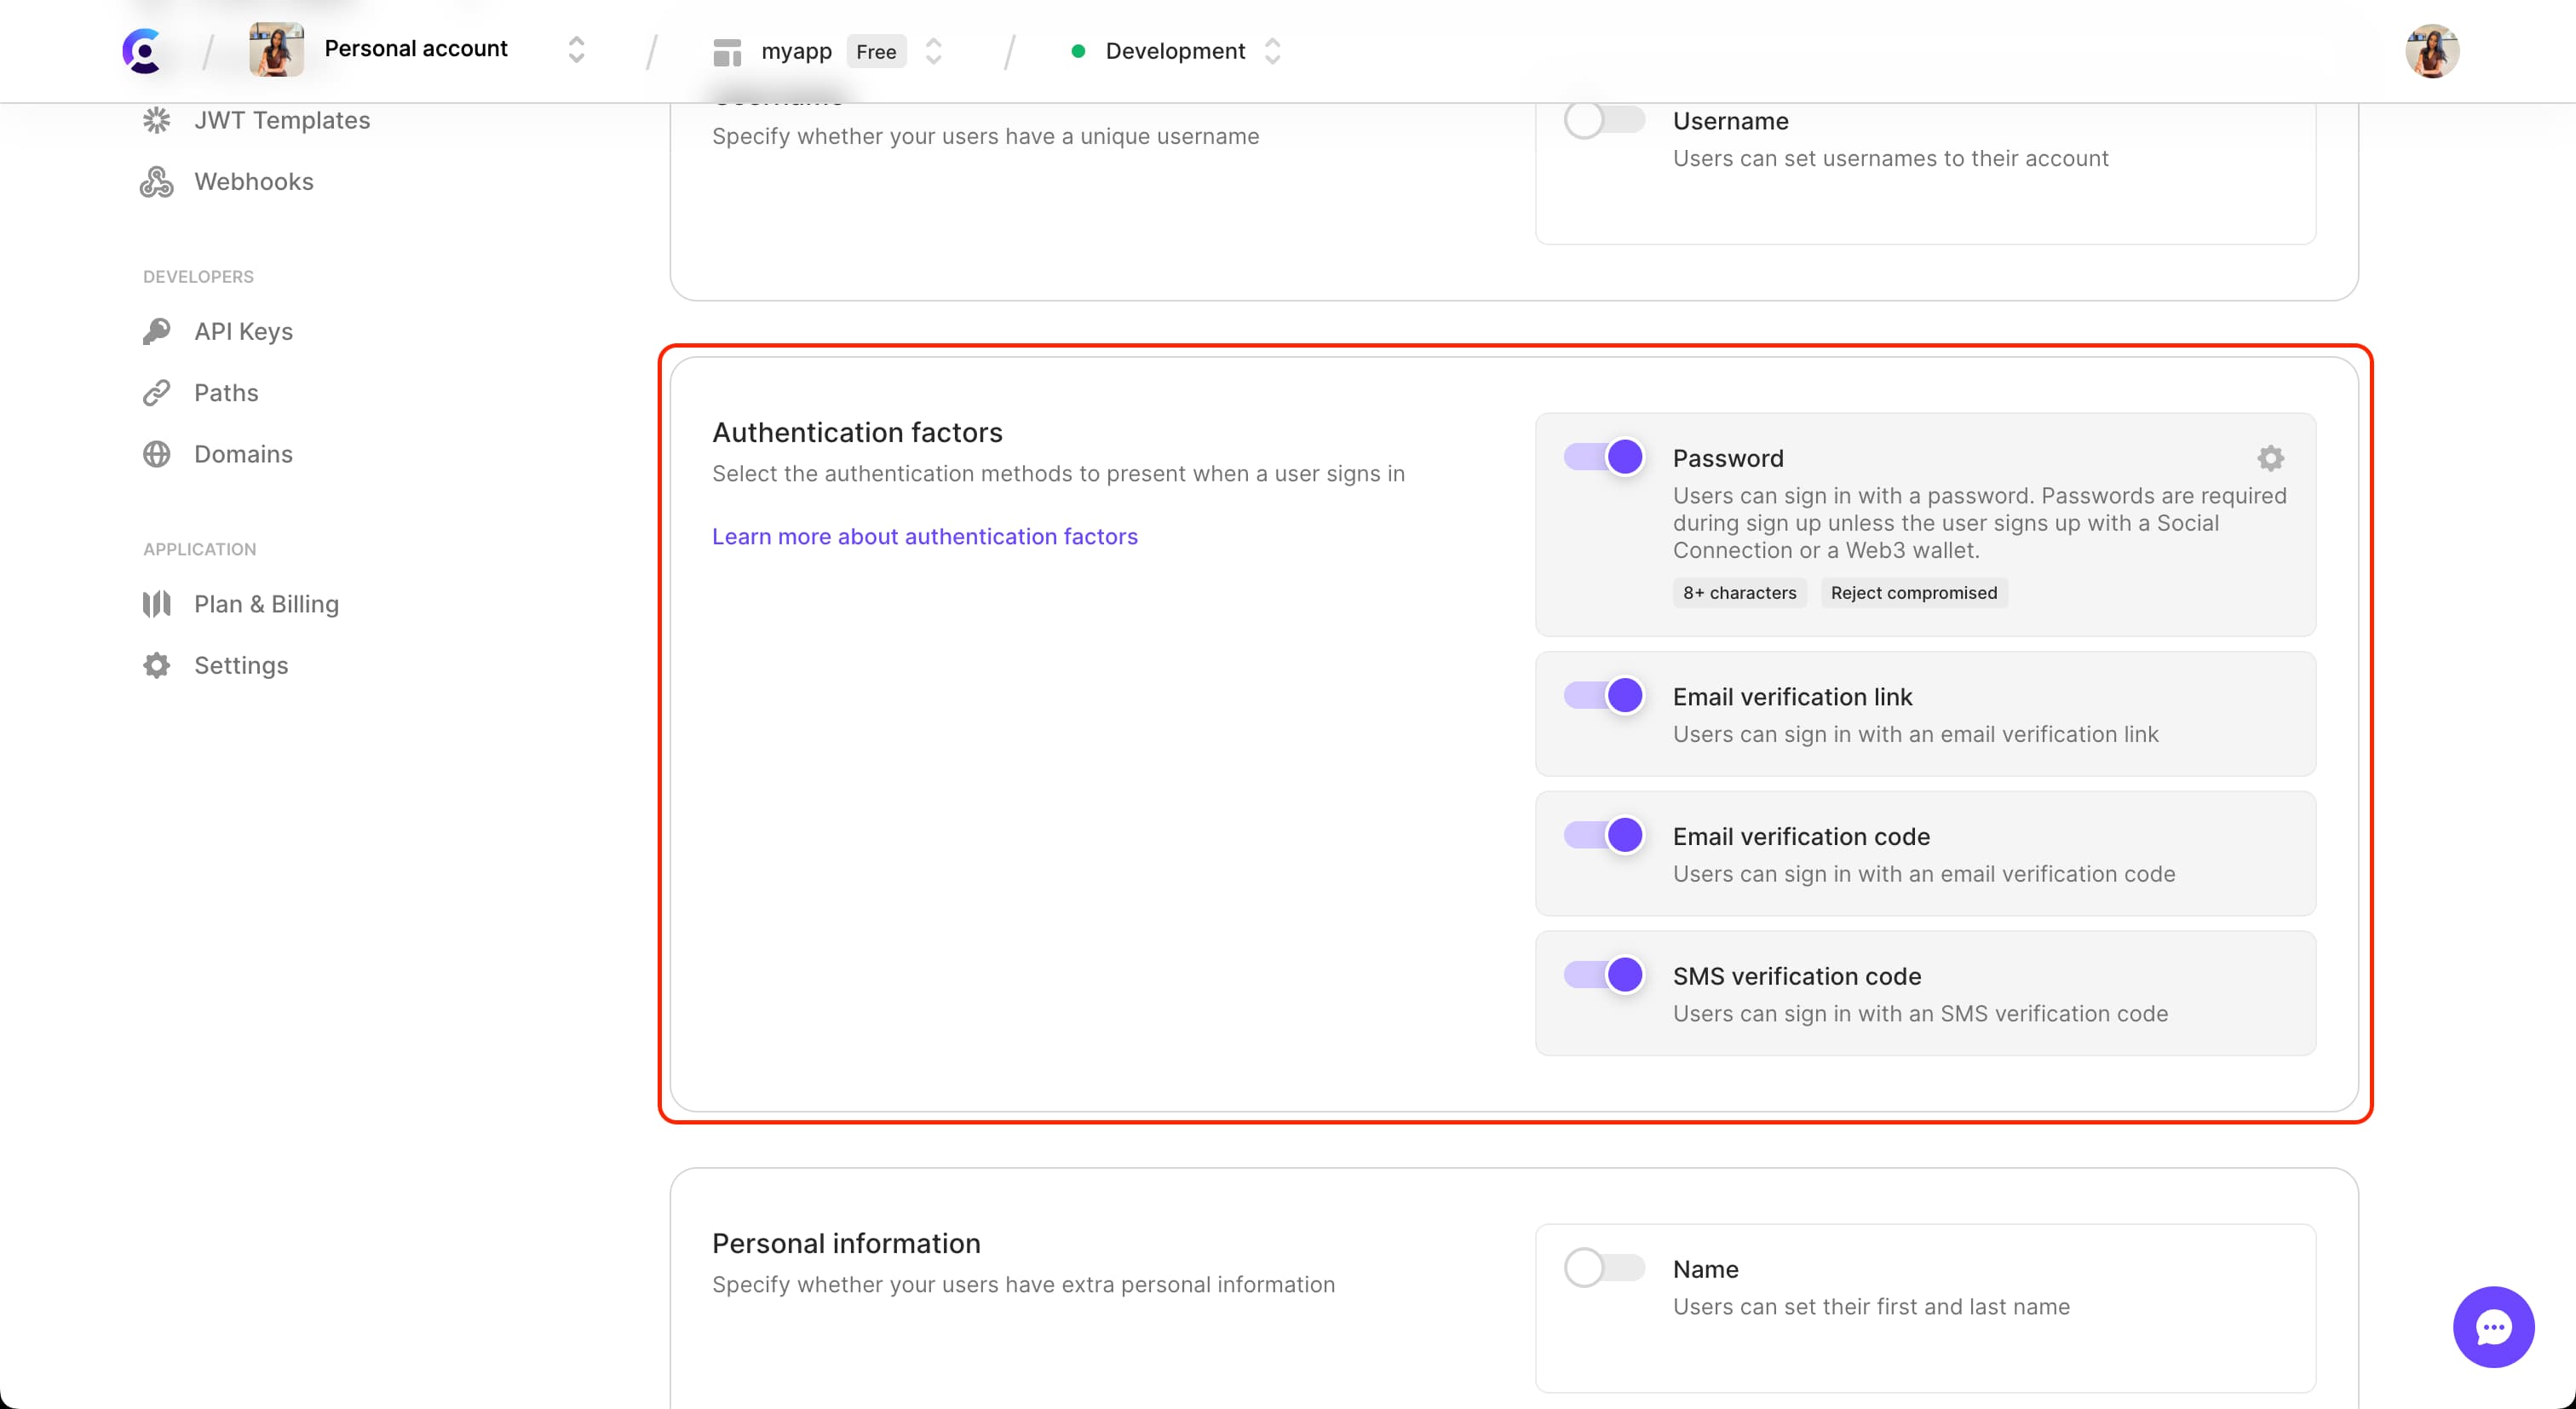 Personal account
myapp Free
Development
JWT Templates
Webhooks
DEVELOPERS
API Keys
Paths
Domains
APPLICATION
Plan & Billing
Settings
Specify whether your users have a unique username
Username
Users can set usernames to their account
Authentication factors
Select the authentication methods to present when a user signs in
Learn more about authentication factors
Password
Users can sign in with a password. Passwords are required
during sign up unless the user signs up with a Social
Connection or a Web3 wallet.
8+ characters
Reject compromised
Email verification link
Users can sign in with an email verification link
Email verification code
Users can sign in with an email verification code
SMS verification code
Users can sign in with an SMS verification code
Personal information
Specify whether your users have extra personal information
Name
Users can set their first and last name